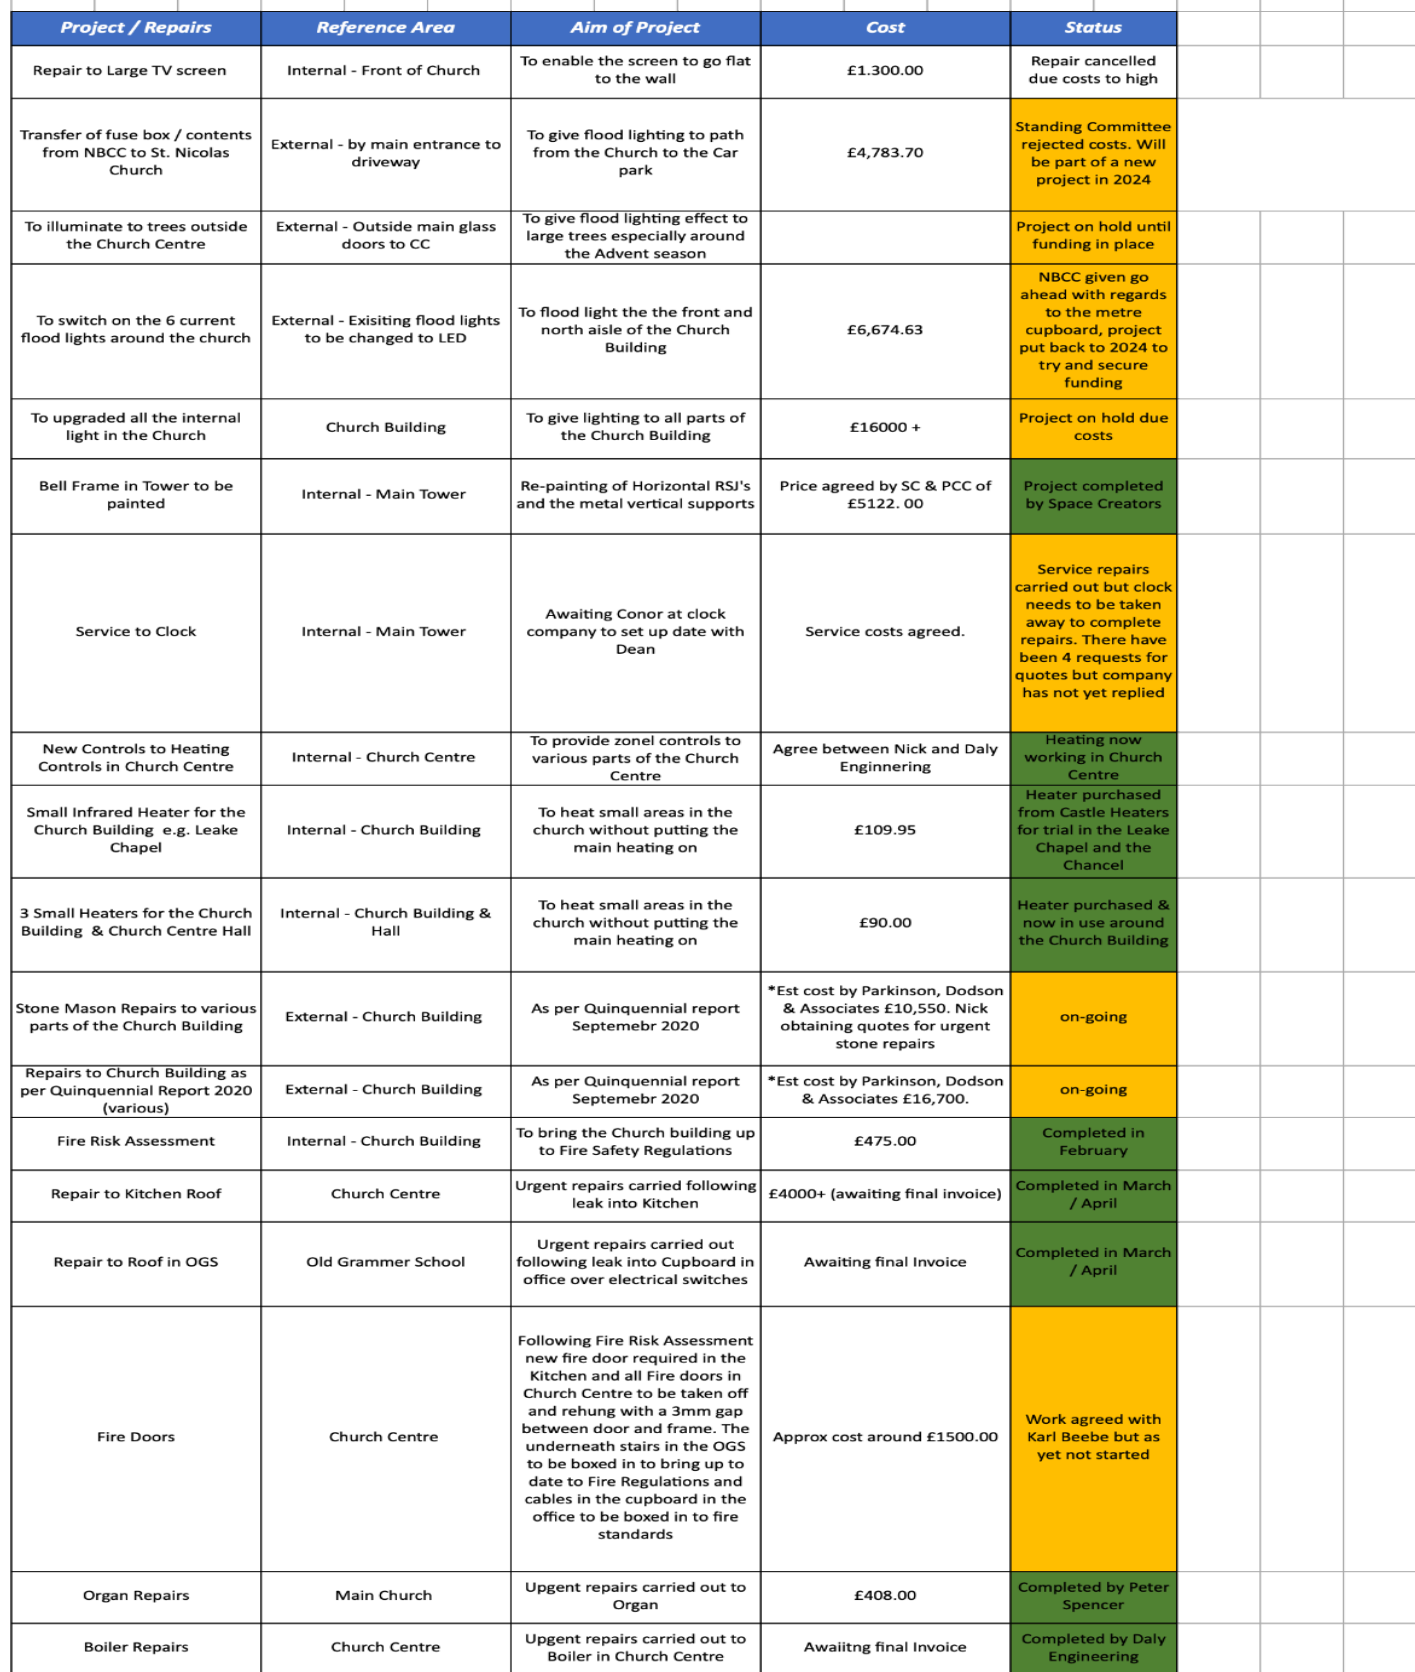 Project / Repairs
Reference Area
Aim of Project
Cost
Status
Repair to Large TV screen
Internal - Front of Church
To enable the screen to go flat
to the wall
£1.300.00
Repair cancelled
due costs to high
Transfer of fuse box / contents
from NBCC to St. Nicolas
Church
External - by main entrance to
driveway
To give flood lighting to path
from the Church to the Car
park
£4,783.70
Standing Committee
rejected costs. Will
be part of a new
project in 2024
To illuminate to trees outside
the Church Centre
External - Outside main glass
doors to CC
To give flood lighting effect to
large trees especially around
the Advent season
Project on hold until
funding in place
To switch on the 6 current
flood lights around the church
External - Exisiting flood lights
to be changed to LED
To flood light the the front and
north aisle of the Church
Building
£6,674.63
NBCC given go
ahead with regards
to the metre
cupboard, project
put back to 2024 to
try and secure
funding
To upgraded all the internal
light in the Church
Church Building
To give lighting to all parts of
the Church Building
£16000 +
Project on hold due
costs
Bell Frame in Tower to be
painted
Internal - Main Tower
Re-painting of Horizontal RSJ's
and the metal vertical supports
Price agreed by SC & PCC of
£5122. 00
Project completed
by Space Creators
Service to Clock
Internal - Main Tower
Awaiting Conor at clock
company to set up date with
Dean
Service costs agreed.
Service repairs
carried out but clock
needs to be taken
away to complete
repairs. There have
been 4 requests for
quotes but company
has not yet replied
New Controls to Heating
Controls in Church Centre
Internal - Church Centre
To provide zonel controls to
various parts of the Church
Centre
Agree between Nick and Daly
Enginnering
Heating now
working in Church
Centre
Small Infrared Heater for the
Church Building  e.g. Leake
Chapel
Internal - Church Building
To heat small areas in the
church without putting the
main heating on
£109.95
Heater purchased
from Castle Heaters
for trial in the Leake
Chapel and the
Chancel
3 Small Heaters for the Church
Building  & Church Centre Hall
Internal - Church Building &
Hall
To heat small areas in the
church without putting the
main heating on
£90.00
Heater purchased &
now in use around
the Church Building
Stone Mason Repairs to various
parts of the Church Building
External - Church Building
As per Quinquennial report
Septemebr 2020
*Est cost by Parkinson, Dodson
& Associates £10,550. Nick
obtaining quotes for urgent
stone repairs
on-going
Repairs to Church Building as
per Quinquennial Report 2020
(various)
External - Church Building
As per Quinquennial report
Septemebr 2020
*Est cost by Parkinson, Dodson
& Associates £16,700.
on-going
Fire Risk Assessment
Internal - Church Building
To bring the Church building up
to Fire Safety Regulations
£475.00
Completed in
February
Repair to Kitchen Roof
Church Centre
Urgent repairs carried following
leak into Kitchen
£4000+ (awaiting final invoice)
Completed in March
/ April
Repair to Roof in OGS
Old Grammer School
Urgent repairs carried out
following leak into Cupboard in
office over electrical switches
Awaiting final Invoice
Completed in March
/ April
Fire Doors
Church Centre
Following Fire Risk Assessment
new fire door required in the
Kitchen and all Fire doors in
Church Centre to be taken off
and rehung with a 3mm gap
between door and frame. The
underneath stairs in the OGS
to be boxed in to bring up to
date to Fire Regulations and
cables in the cupboard in the
office to be boxed in to fire
standards
Approx cost around £1500.00
Work agreed with
Karl Beebe but as
yet not started
Organ Repairs
Main Church
Upgent repairs carried out to
Organ
£408.00
Completed by Peter
Spencer
Boiler Repairs
Church Centre
Upgent repairs carried out to
Boiler in Church Centre
Awaiitng final Invoice
Completed by Daly
Engineering